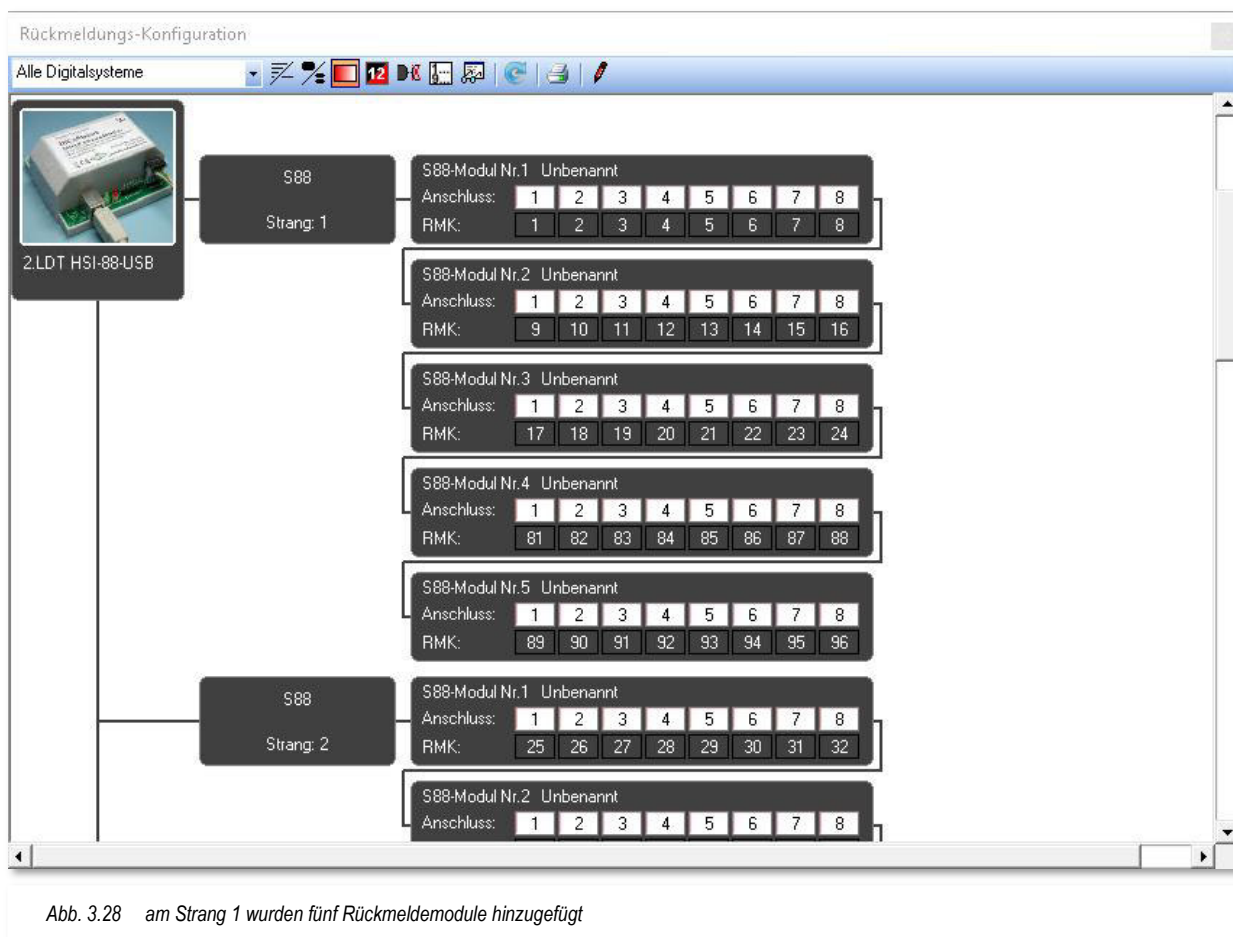 Rückmeldungs-Konfiguration
Alle Digitalsysteme
12
2.LDT HSI-88-USB
S88
Strang: 1
S88-Modul Nr.1 Unbenannt
Anschluss: 1 2 3 4 5 6 7 8
RMK: 1 2 3 4 5 6 7 8
S88-Modul Nr.2 Unbenannt
Anschluss: 1 2 3 4 5 6 7 8
RMK: 9 10 11 12 13 14 15 16
S88-Modul Nr.3 Unbenannt
Anschluss: 1 2 3 4 5 6 7 8
RMK: 17 18 19 20 21 22 23 24
S88-Modul Nr.4 Unbenannt
Anschluss: 1 2 3 4 5 6 7 8
RMK: 81 82 83 84 85 86 87 88
S88-Modul Nr.5 Unbenannt
Anschluss: 1 2 3 4 5 6 7 8
RMK: 89 90 91 92 93 94 95 96
S88
Strang: 2
S88-Modul Nr.1 Unbenannt
Anschluss: 1 2 3 4 5 6 7 8
RMK: 25 26 27 28 29 30 31 32
S88-Modul Nr.2 Unbenannt
Anschluss: 1 2 3 4 5 6 7 8
Abb. 3.28 am Strang 1 wurden fünf Rückmeldemodule hinzugefügt